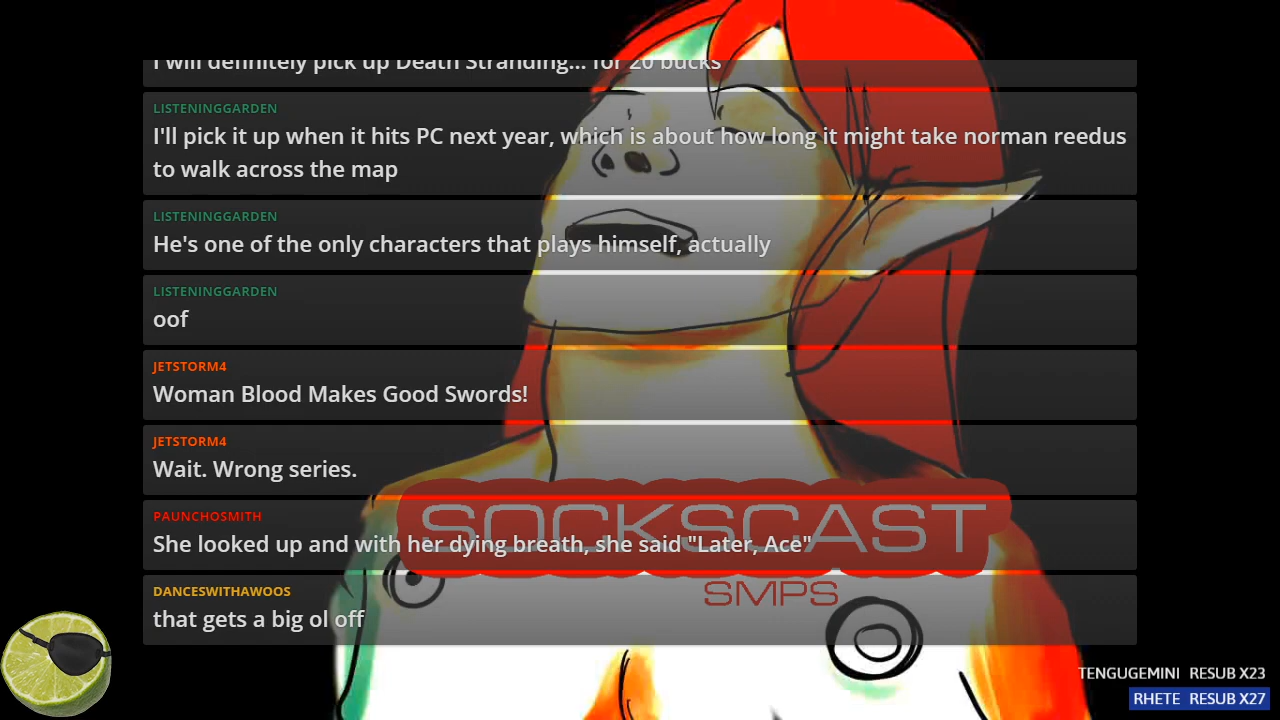 I will definitely pick up Death Stranding... for 20 bucks
LISTENINGGARDEN
I'll pick it up when it hits PC next year, which is about how long it might take norman reedus
to walk across the map
LISTENINGGARDEN
He's one of the only characters that plays himself, actually
LISTENINGGARDEN
oof
JETSTORM4
Woman Blood Makes Good Swords!
JETSTORM4
Wait. Wrong series.
PAUNCHOSMITH
She looked up and with her dying breath, she said "Later, Ace"
DANCESWITHAWOOS
that gets a big ol off
SOCKSCAST
SMPS
TENGUGEMINI RESUB X23
RHETE RESUB X27